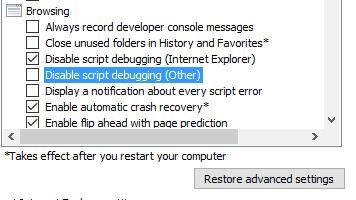 Browsing
Always record developer console messages
Close unused folders in History and Favorites*
Disable script debugging (Internet Explorer)
Disable script debugging (Other)
Display a notification about every script error
Enable automatic crash recovery*
Enable flip ahead with page prediction
*Takes effect after you restart your computer
Restore advanced settings